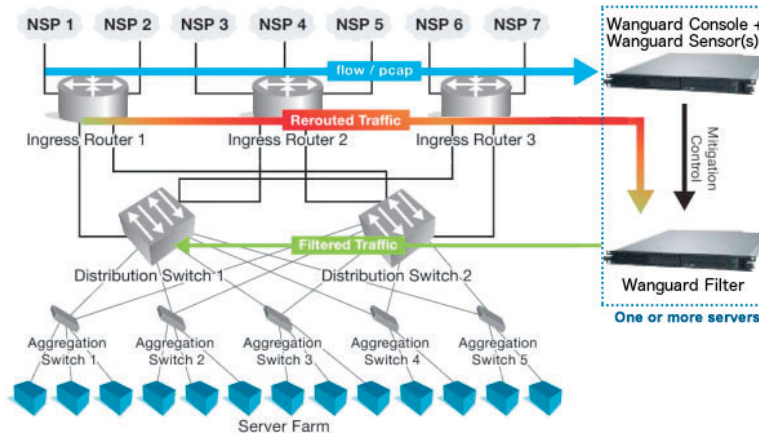 NSP 1
NSP 2
NSP 3
NSP 4
NSP 5
NSP 6
NSP 7
Wanguard Console +
Wanguard Sensor(s)
flow / pcap
Rerouted Traffic
Ingress Router 1
Ingress Router 2
Ingress Router 3
Mitigation
Control
Filtered Traffic
Distribution Switch 1
Distribution Switch 2
Wanguard Filter
One or more servers
Aggregation
Switch 1
Aggregation
Switch 2
Aggregation
Switch 3
Aggregation
Switch 4
Aggregation
Switch 5
Server Farm